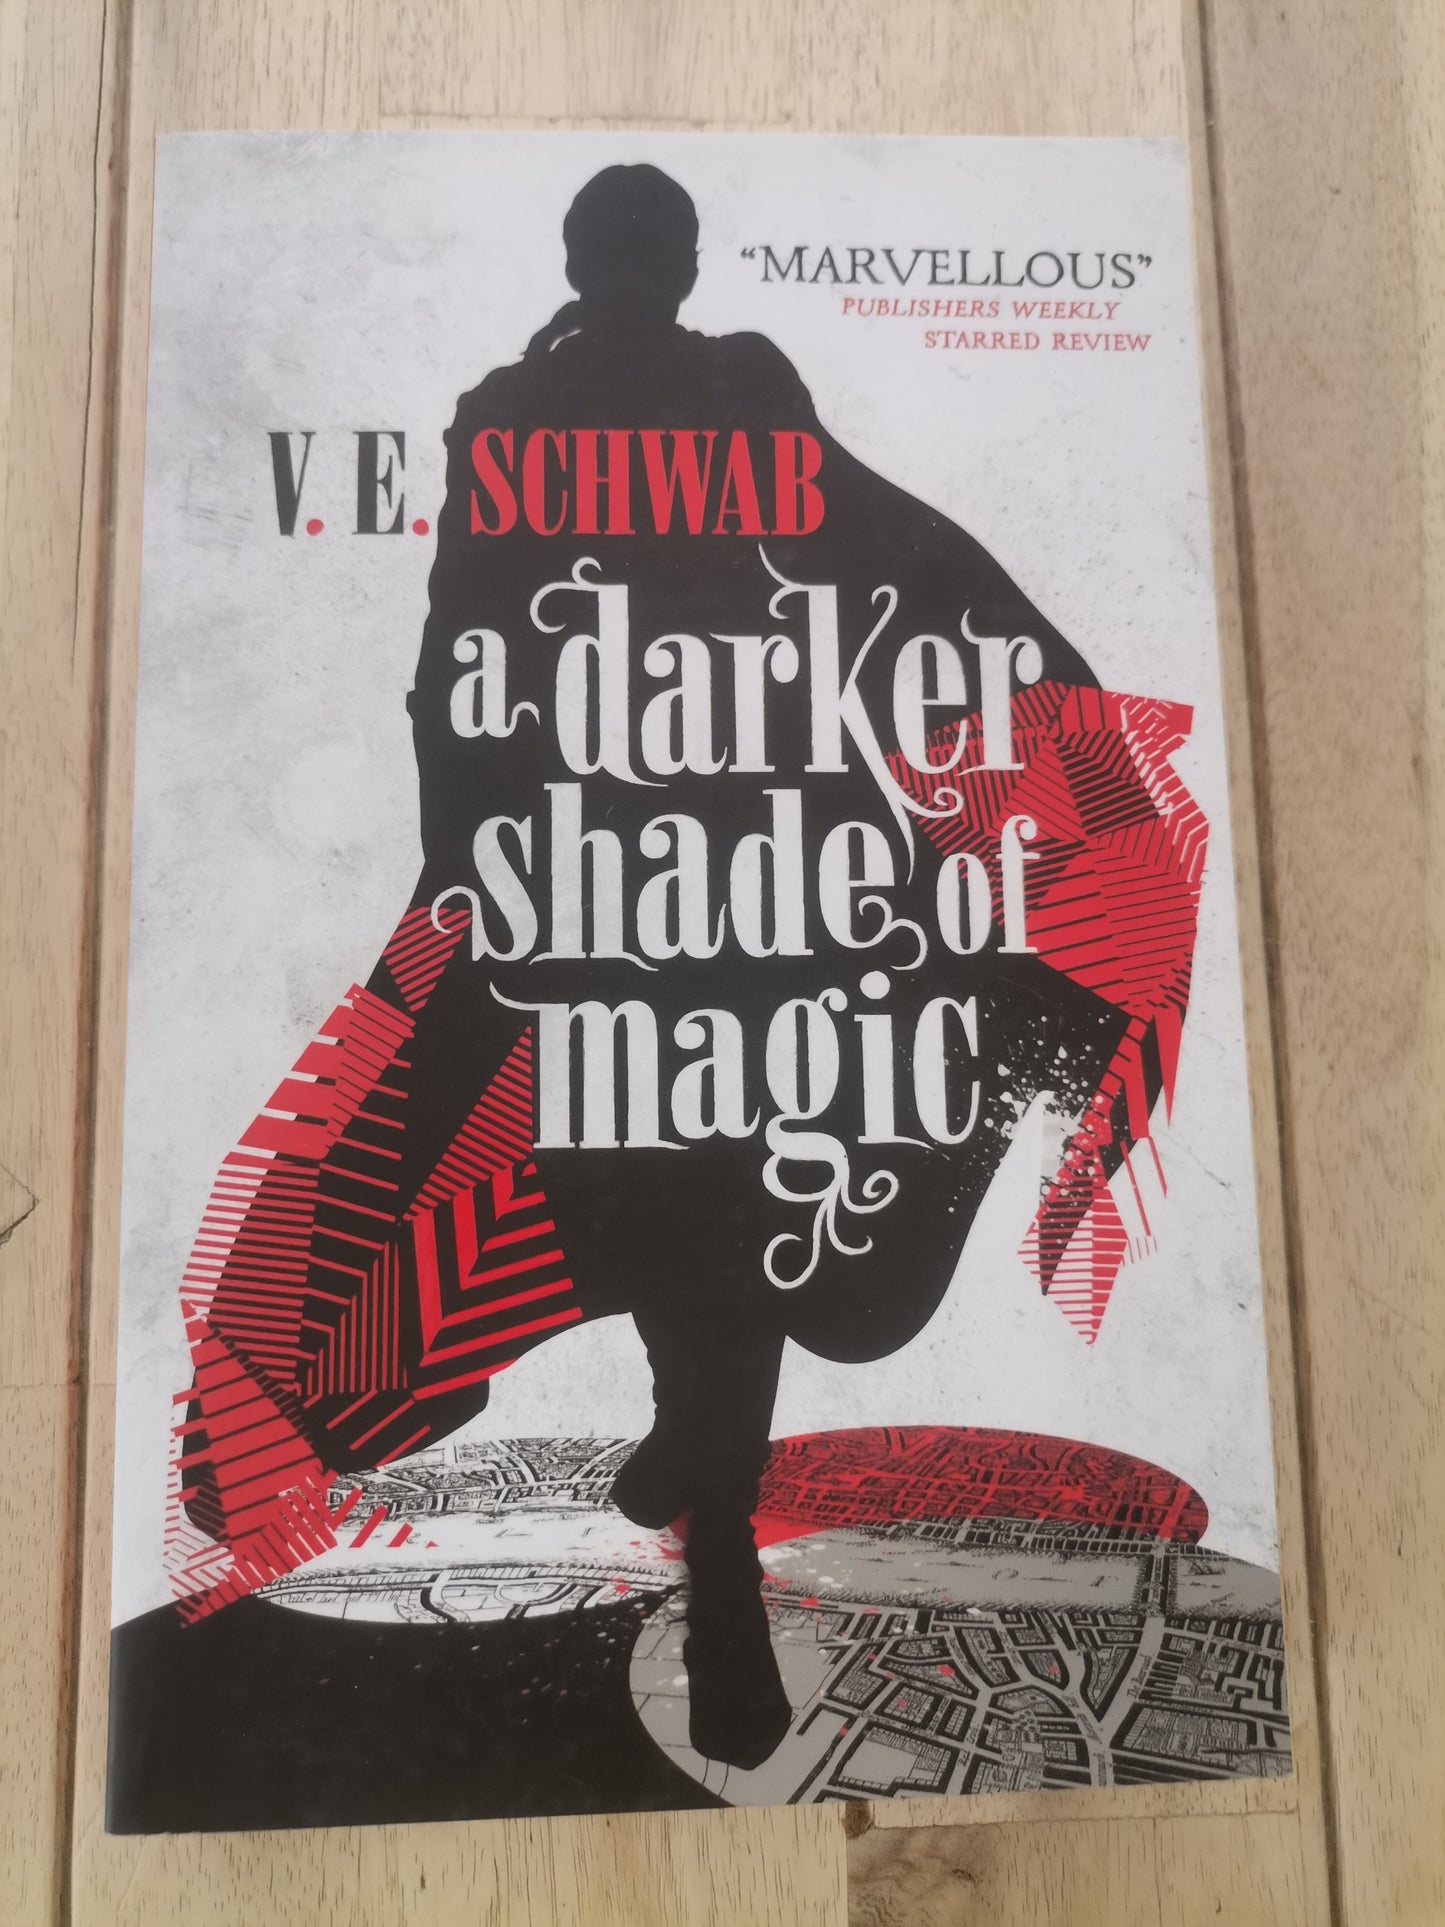 “MARVELLOUS”
PUBLISHERS WEEKLY
STARRED REVIEW
V. E. SCHWAB
a darker
shade of
magic